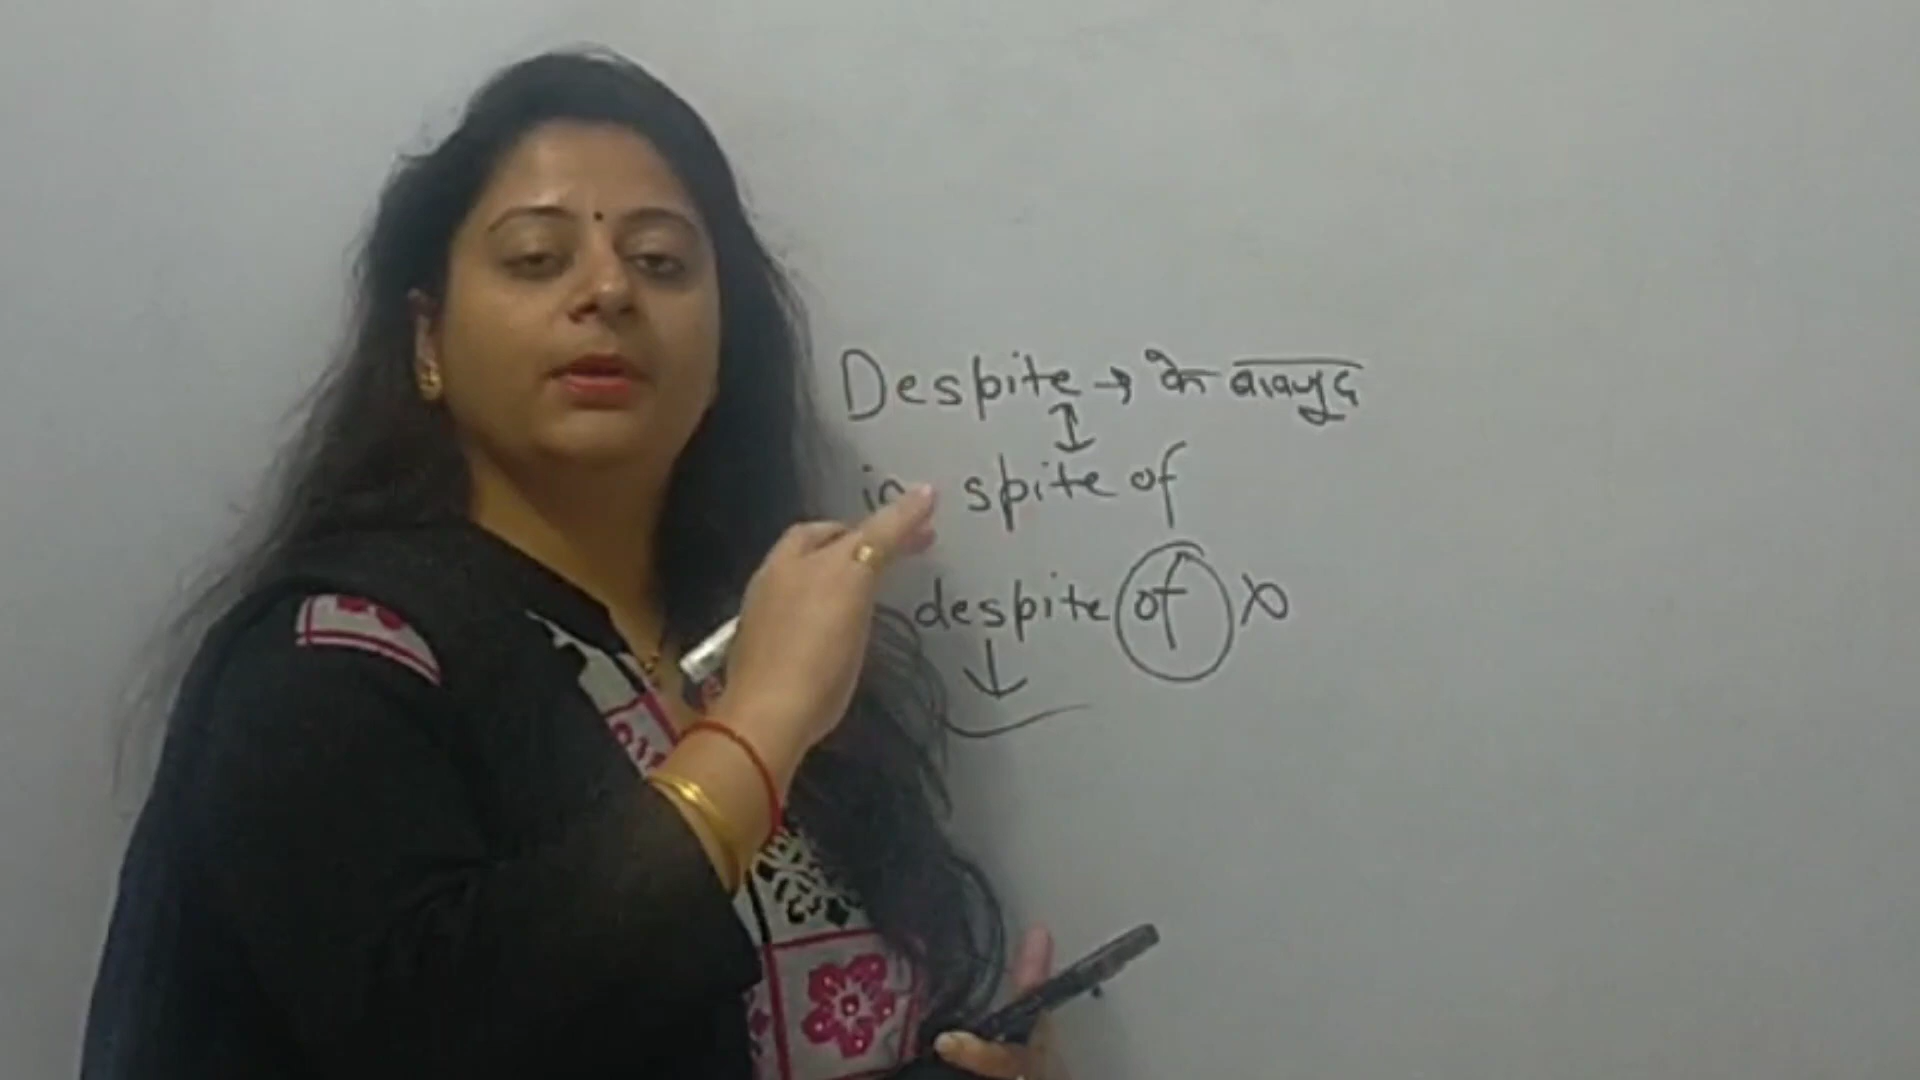 Despite → के बावजूद
in spite of
despite of X